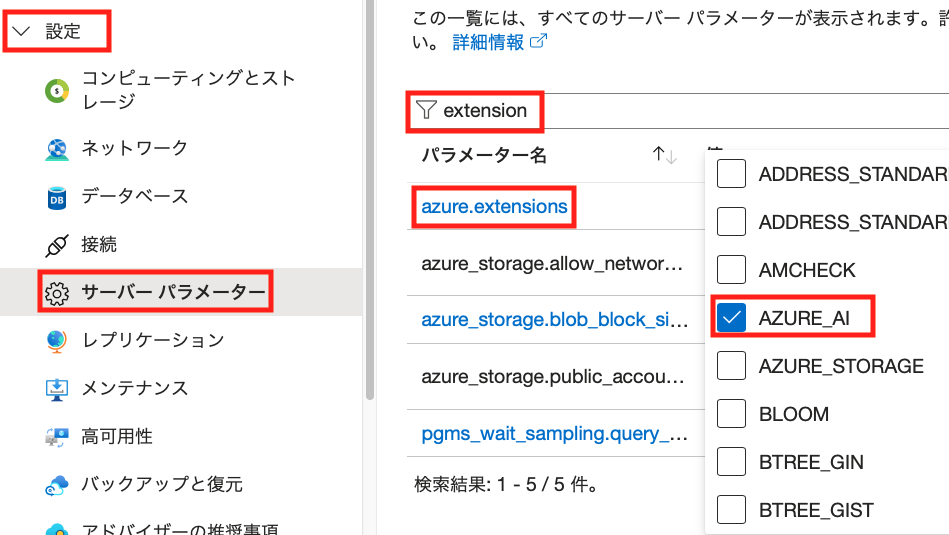 設定
コンピューティングとスト
レージ
ネットワーク
データベース
接続
サーバー パラメーター
レプリケーション
メンテナンス
高可用性
バックアップと復元
アドバイザーの推奨事項
この一覧には、すべてのサーバー パラメーターが表示されます。
い。 詳細情報
extension
パラメーター名
azure.extensions
azure_storage.allow_networ...
azure_storage.blob_block_si...
azure_storage.public_accou...
pgms_wait_sampling.query_...
検索結果: 1 - 5 / 5 件。
ADDRESS_STANDAR
ADDRESS_STANDAR
AMCHECK
AZURE_AI
AZURE_STORAGE
BLOOM
BTREE_GIN
BTREE_GIST